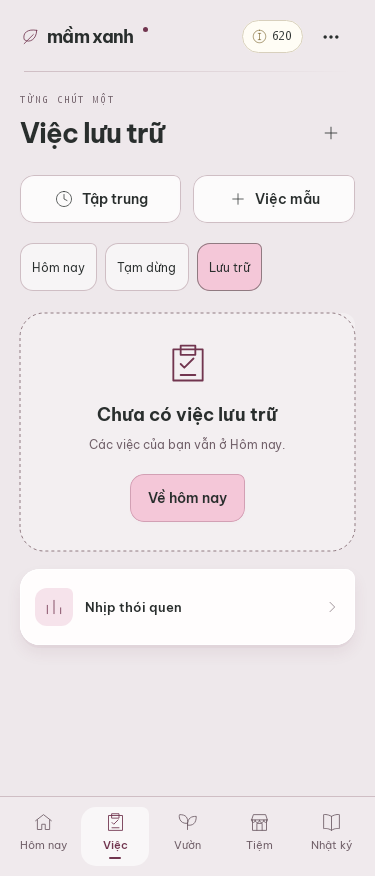 mầm xanh
620
TỪNG CHÚT MỘT
Việc lưu trữ
Tập trung
Việc mẫu
Hôm nay
Tạm dừng
Lưu trữ
Chưa có việc lưu trữ
Các việc của bạn vẫn ở Hôm nay.
Về hôm nay
Nhịp thói quen
Hôm nay
Việc
Vườn
Tiệm
Nhật ký